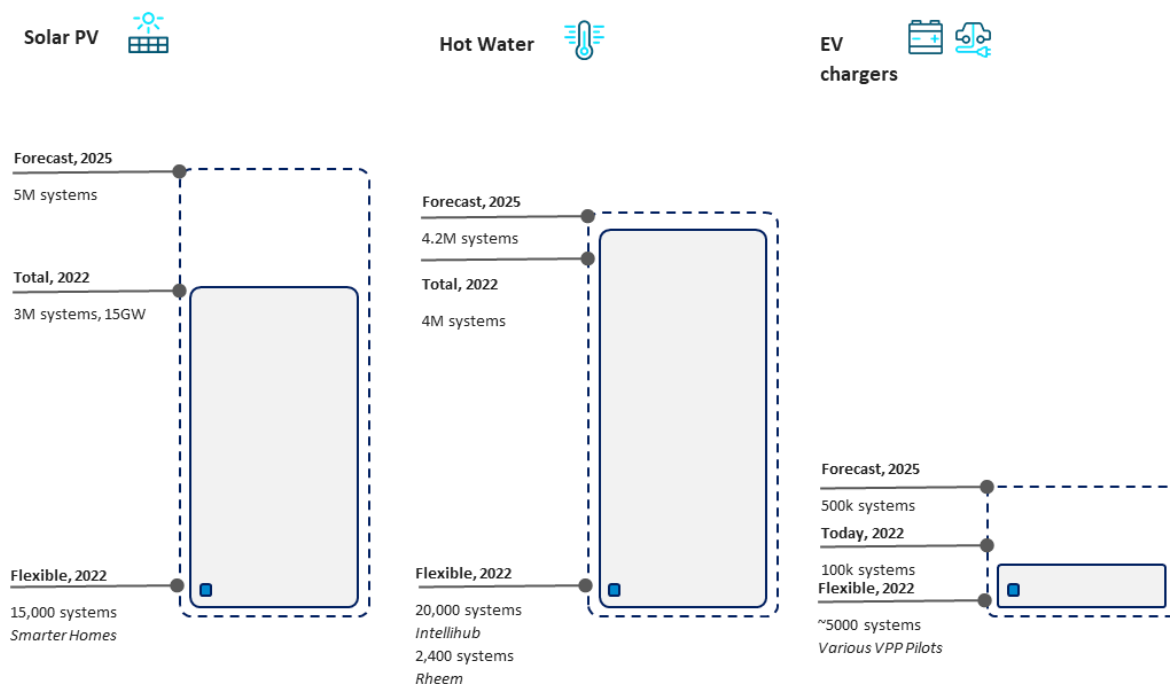 Solar PV
Forecast, 2025
5M systems
Total, 2022
3M systems, 15GW
Flexible, 2022
15,000 systems
Smarter Homes
Hot Water
Forecast, 2025
4.2M systems
Total, 2022
4M systems
Flexible, 2022
20,000 systems
Intellihub
2,400 systems
Rheem
EV
chargers
Forecast, 2025
500k systems
Today, 2022
100k systems
Flexible, 2022
~5000 systems
Various VPP Pilots